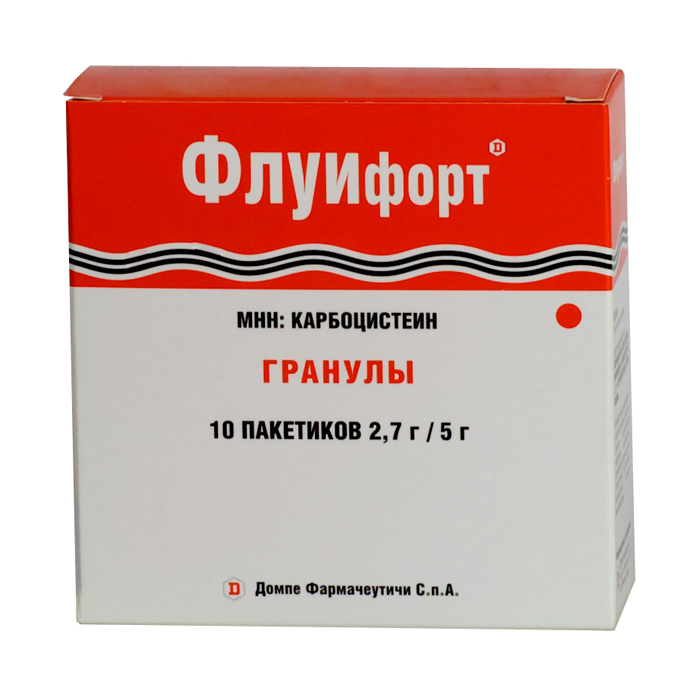 Флуифорт
МНН: КАРБОЦИСТЕИН
ГРАНУЛЫ
10 ПАКЕТИКОВ 2,7 г / 5 г
D Домпе Фармачеутичи С.п.А.